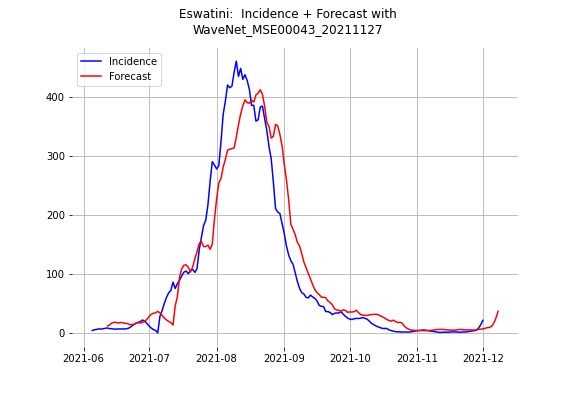 Eswatini:  Incidence + Forecast with
WaveNet_MSE00043_20211127
Incidence
Forecast
400
300
200
100
0
2021-06 2021-07 2021-08 2021-09 2021-10 2021-11 2021-12